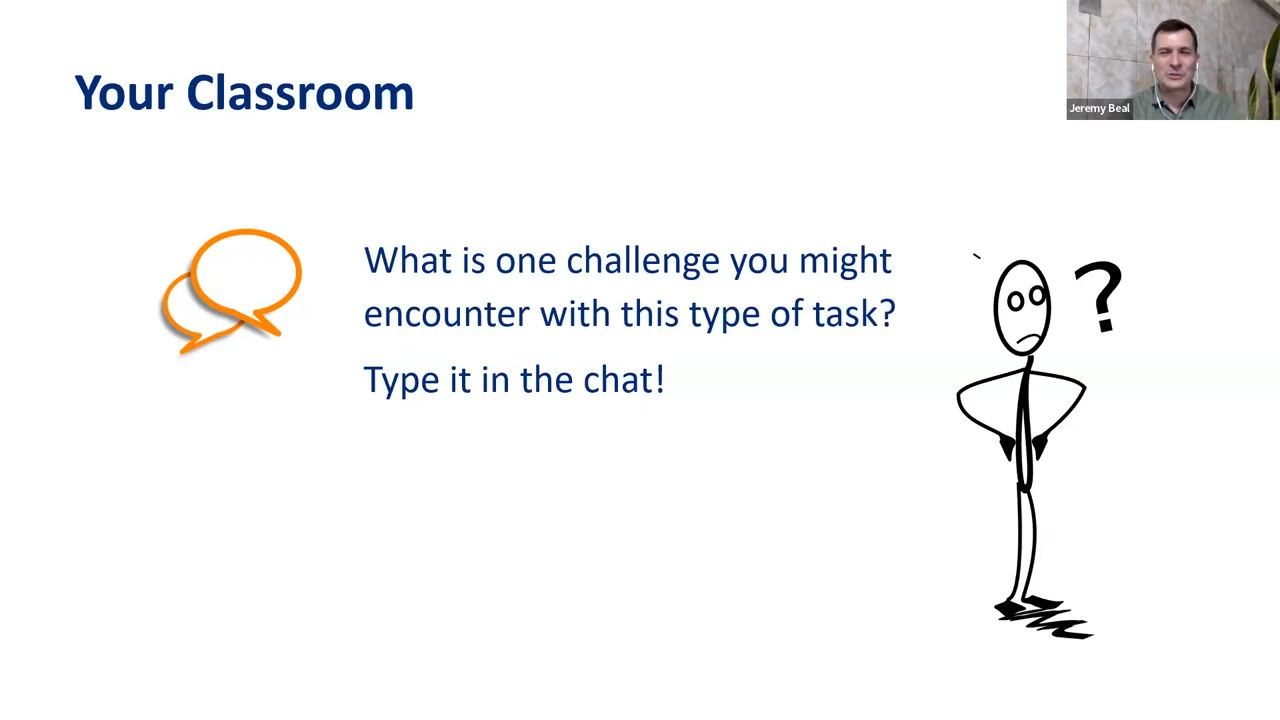 Your Classroom
Jeremy Beal
What is one challenge you might
encounter with this type of task?
Type it in the chat!
?